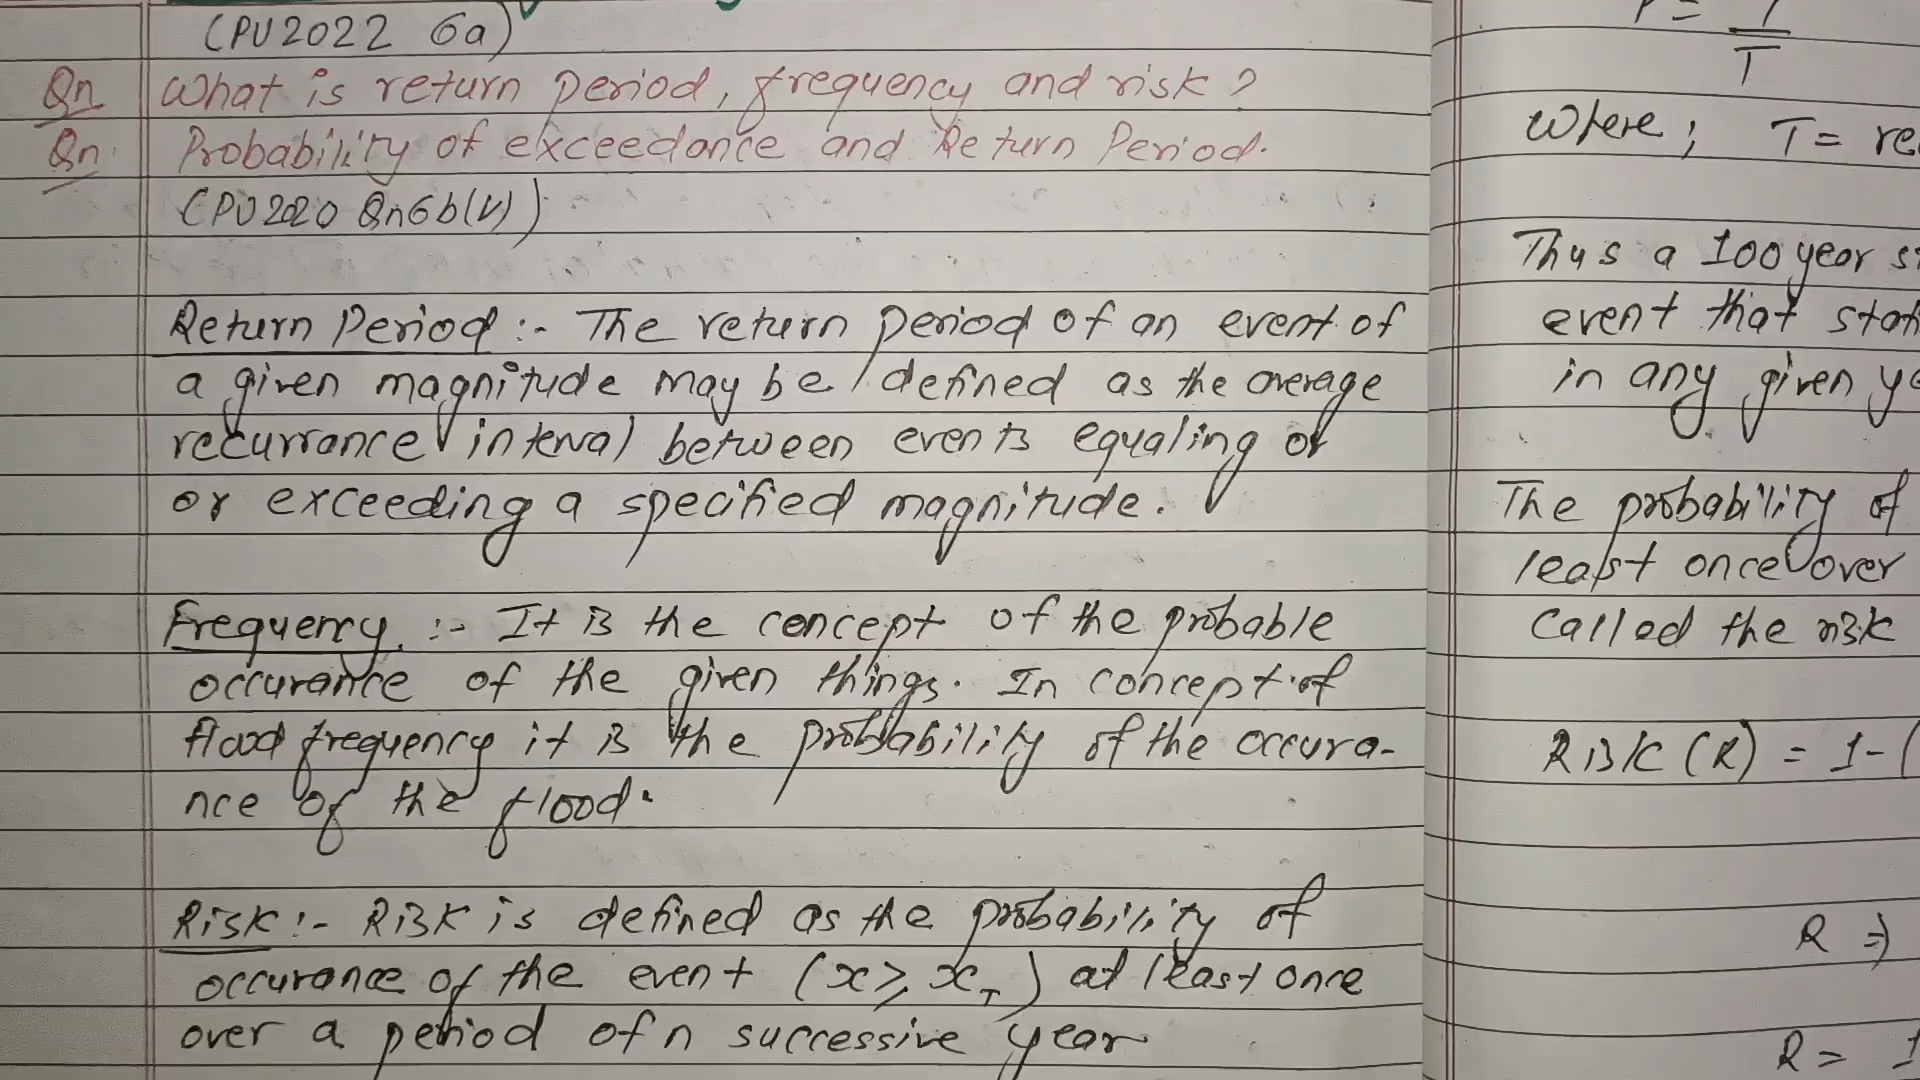 (PU2022 6a)
Qn What is return period, frequency and risk?
Qn. Probability of exceedance and Return Period.
(PU2020 Qn6b(V))
Return Period :- The return period of an event of
a given magnitude may be defined as the average
recurrance interval between events equaling or
or exceeding a specified magnitude.
Frequency :- It is the concept of the probable
occurance of the given things. In concept of
flood frequency it is the probability of the occura-
nce of the flood.
Risk :- Risk is defined as the probability of
occurance of the event (x ≥ x_T) at least once
over a period of n successive year
P = 1/T
Where; T = re
Thus a 100 year st
event that stati
in any given ye
The probability of
least once over
called the risk
Risk (R) = 1 - (
R ⇒
R = 1